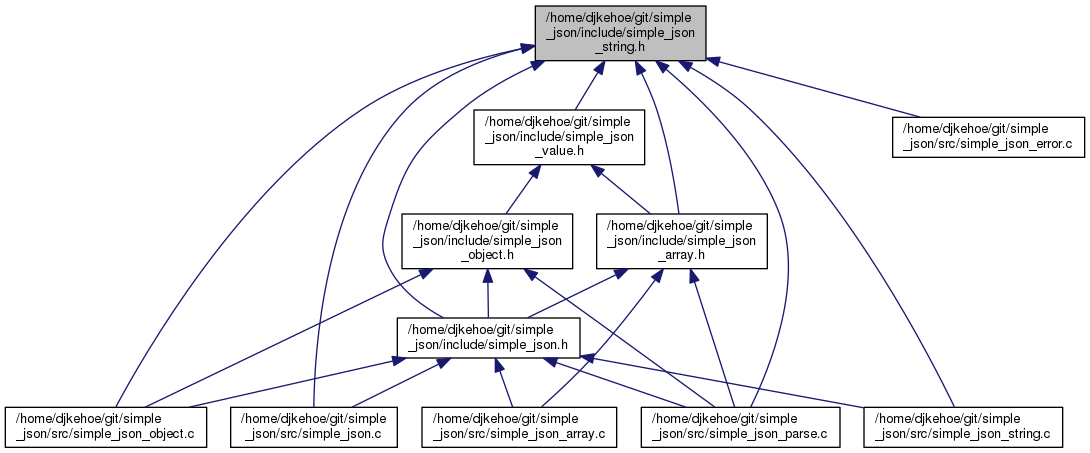 /home/djkehoe/git/simple
_json/include/simple_json
_string.h
/home/djkehoe/git/simple
_json/include/simple_json
_value.h
/home/djkehoe/git/simple
_json/src/simple_json_error.c
/home/djkehoe/git/simple
_json/include/simple_json
_object.h
/home/djkehoe/git/simple
_json/include/simple_json
_array.h
/home/djkehoe/git/simple
_json/include/simple_json.h
/home/djkehoe/git/simple
_json/src/simple_json_object.c
/home/djkehoe/git/simple
_json/src/simple_json.c
/home/djkehoe/git/simple
_json/src/simple_json_array.c
/home/djkehoe/git/simple
_json/src/simple_json_parse.c
/home/djkehoe/git/simple
_json/src/simple_json_string.c